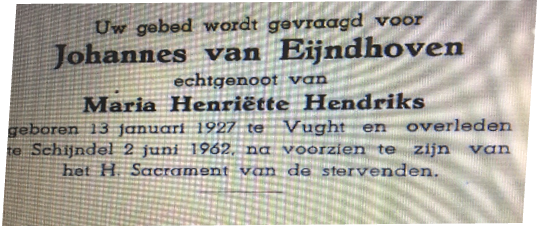 Uw gebed wordt gevraagd voor
Johannes van Eijndhoven
echtgenoot van
Maria Henriëtte Hendriks
geboren 13 januari 1927 te Vught en overleden
te Schijndel 2 juni 1962, na voorzien te zijn van
het H. Sacrament van de stervenden.